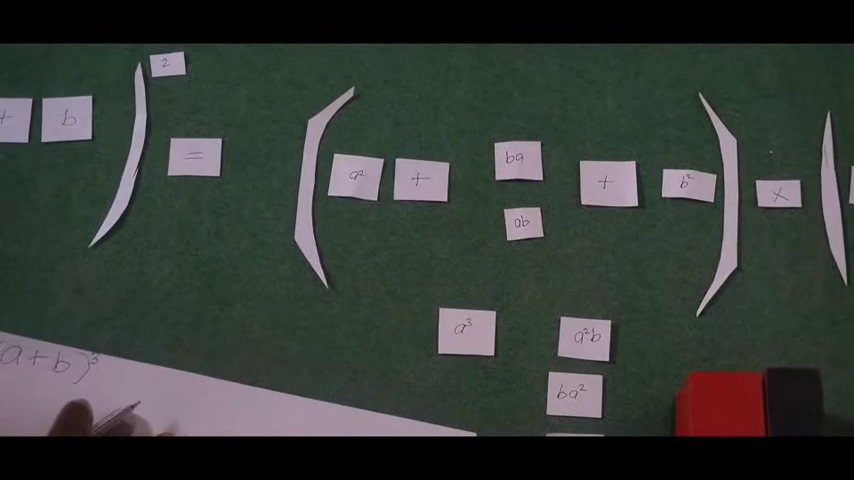 + b ) ² = ( a² + ba + b² ) × (
ab
a³ a²b
ba²
(a+b)³